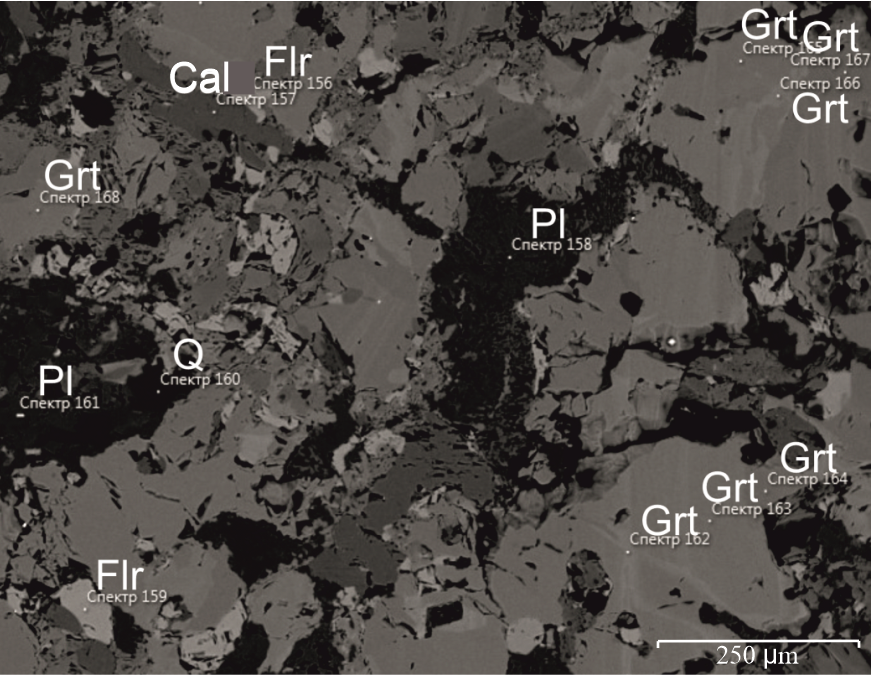 Grt
Спектр 165
Grt
Спектр 167
Спектр 166
Grt
Flr
Спектр 156
Cal
Спектр 157
Grt
Спектр 168
Pl
Спектр 158
Q
Спектр 160
Pl
Спектр 161
Grt
Спектр 164
Grt
Спектр 163
Grt
Спектр 162
Flr
Спектр 159
250 µm